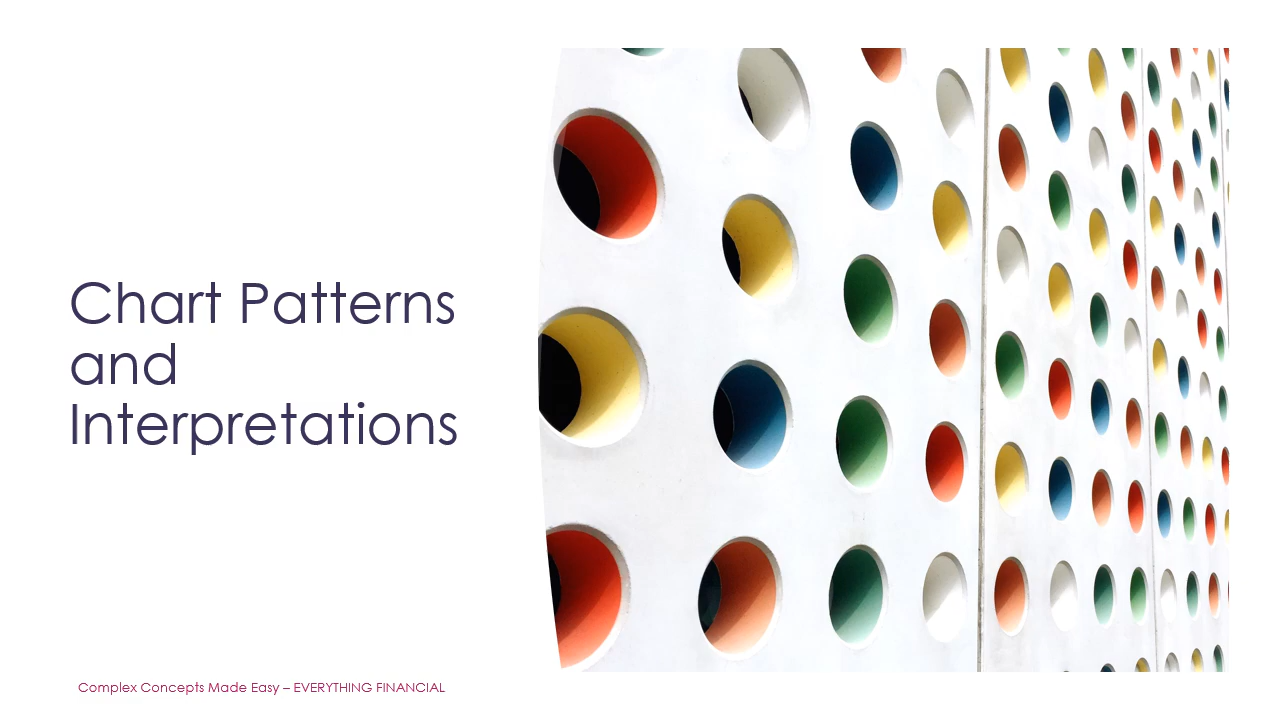 Chart Patterns
and
Interpretations
Complex Concepts Made Easy – EVERYTHING FINANCIAL